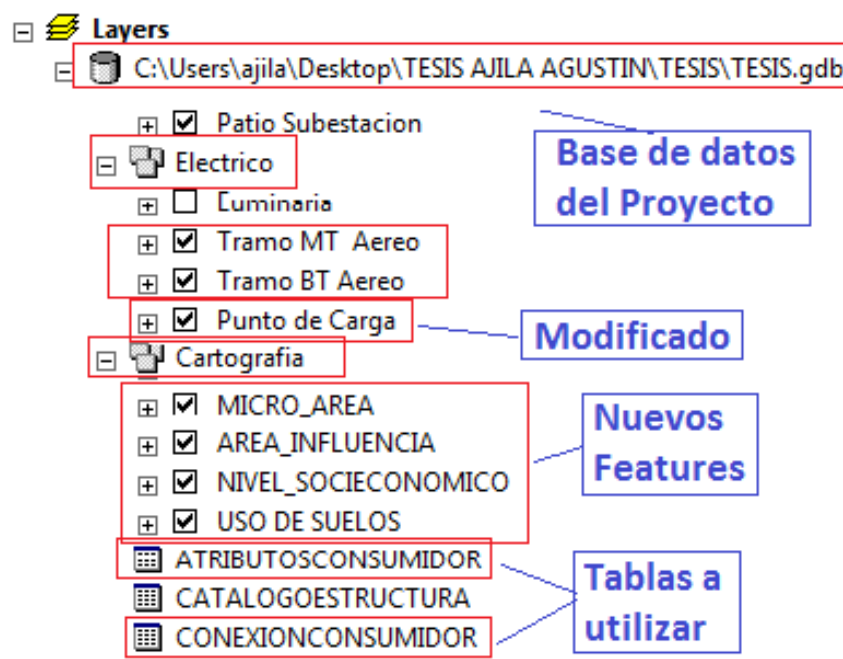 Layers
C:\Users\ajila\Desktop\TESIS AJILA AGUSTIN\TESIS\TESIS.gdb
Patio Subestacion
Base de datos
del Proyecto
Electrico
Luminaria
Tramo MT Aereo
Tramo BT Aereo
Punto de Carga
Modificado
Cartografia
MICRO_AREA
AREA_INFLUENCIA
NIVEL_SOCIECONOMICO
USO DE SUELOS
Nuevos
Features
ATRIBUTOSCONSUMIDOR
CATALOGOESTRUCTURA
CONEXIONCONSUMIDOR
Tablas a
utilizar